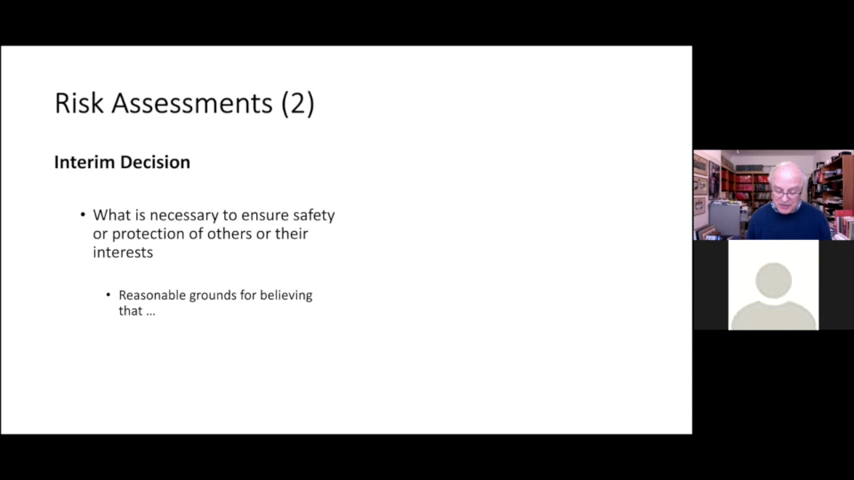 Risk Assessments (2)
Interim Decision
• What is necessary to ensure safety
or protection of others or their
interests
• Reasonable grounds for believing
that ...